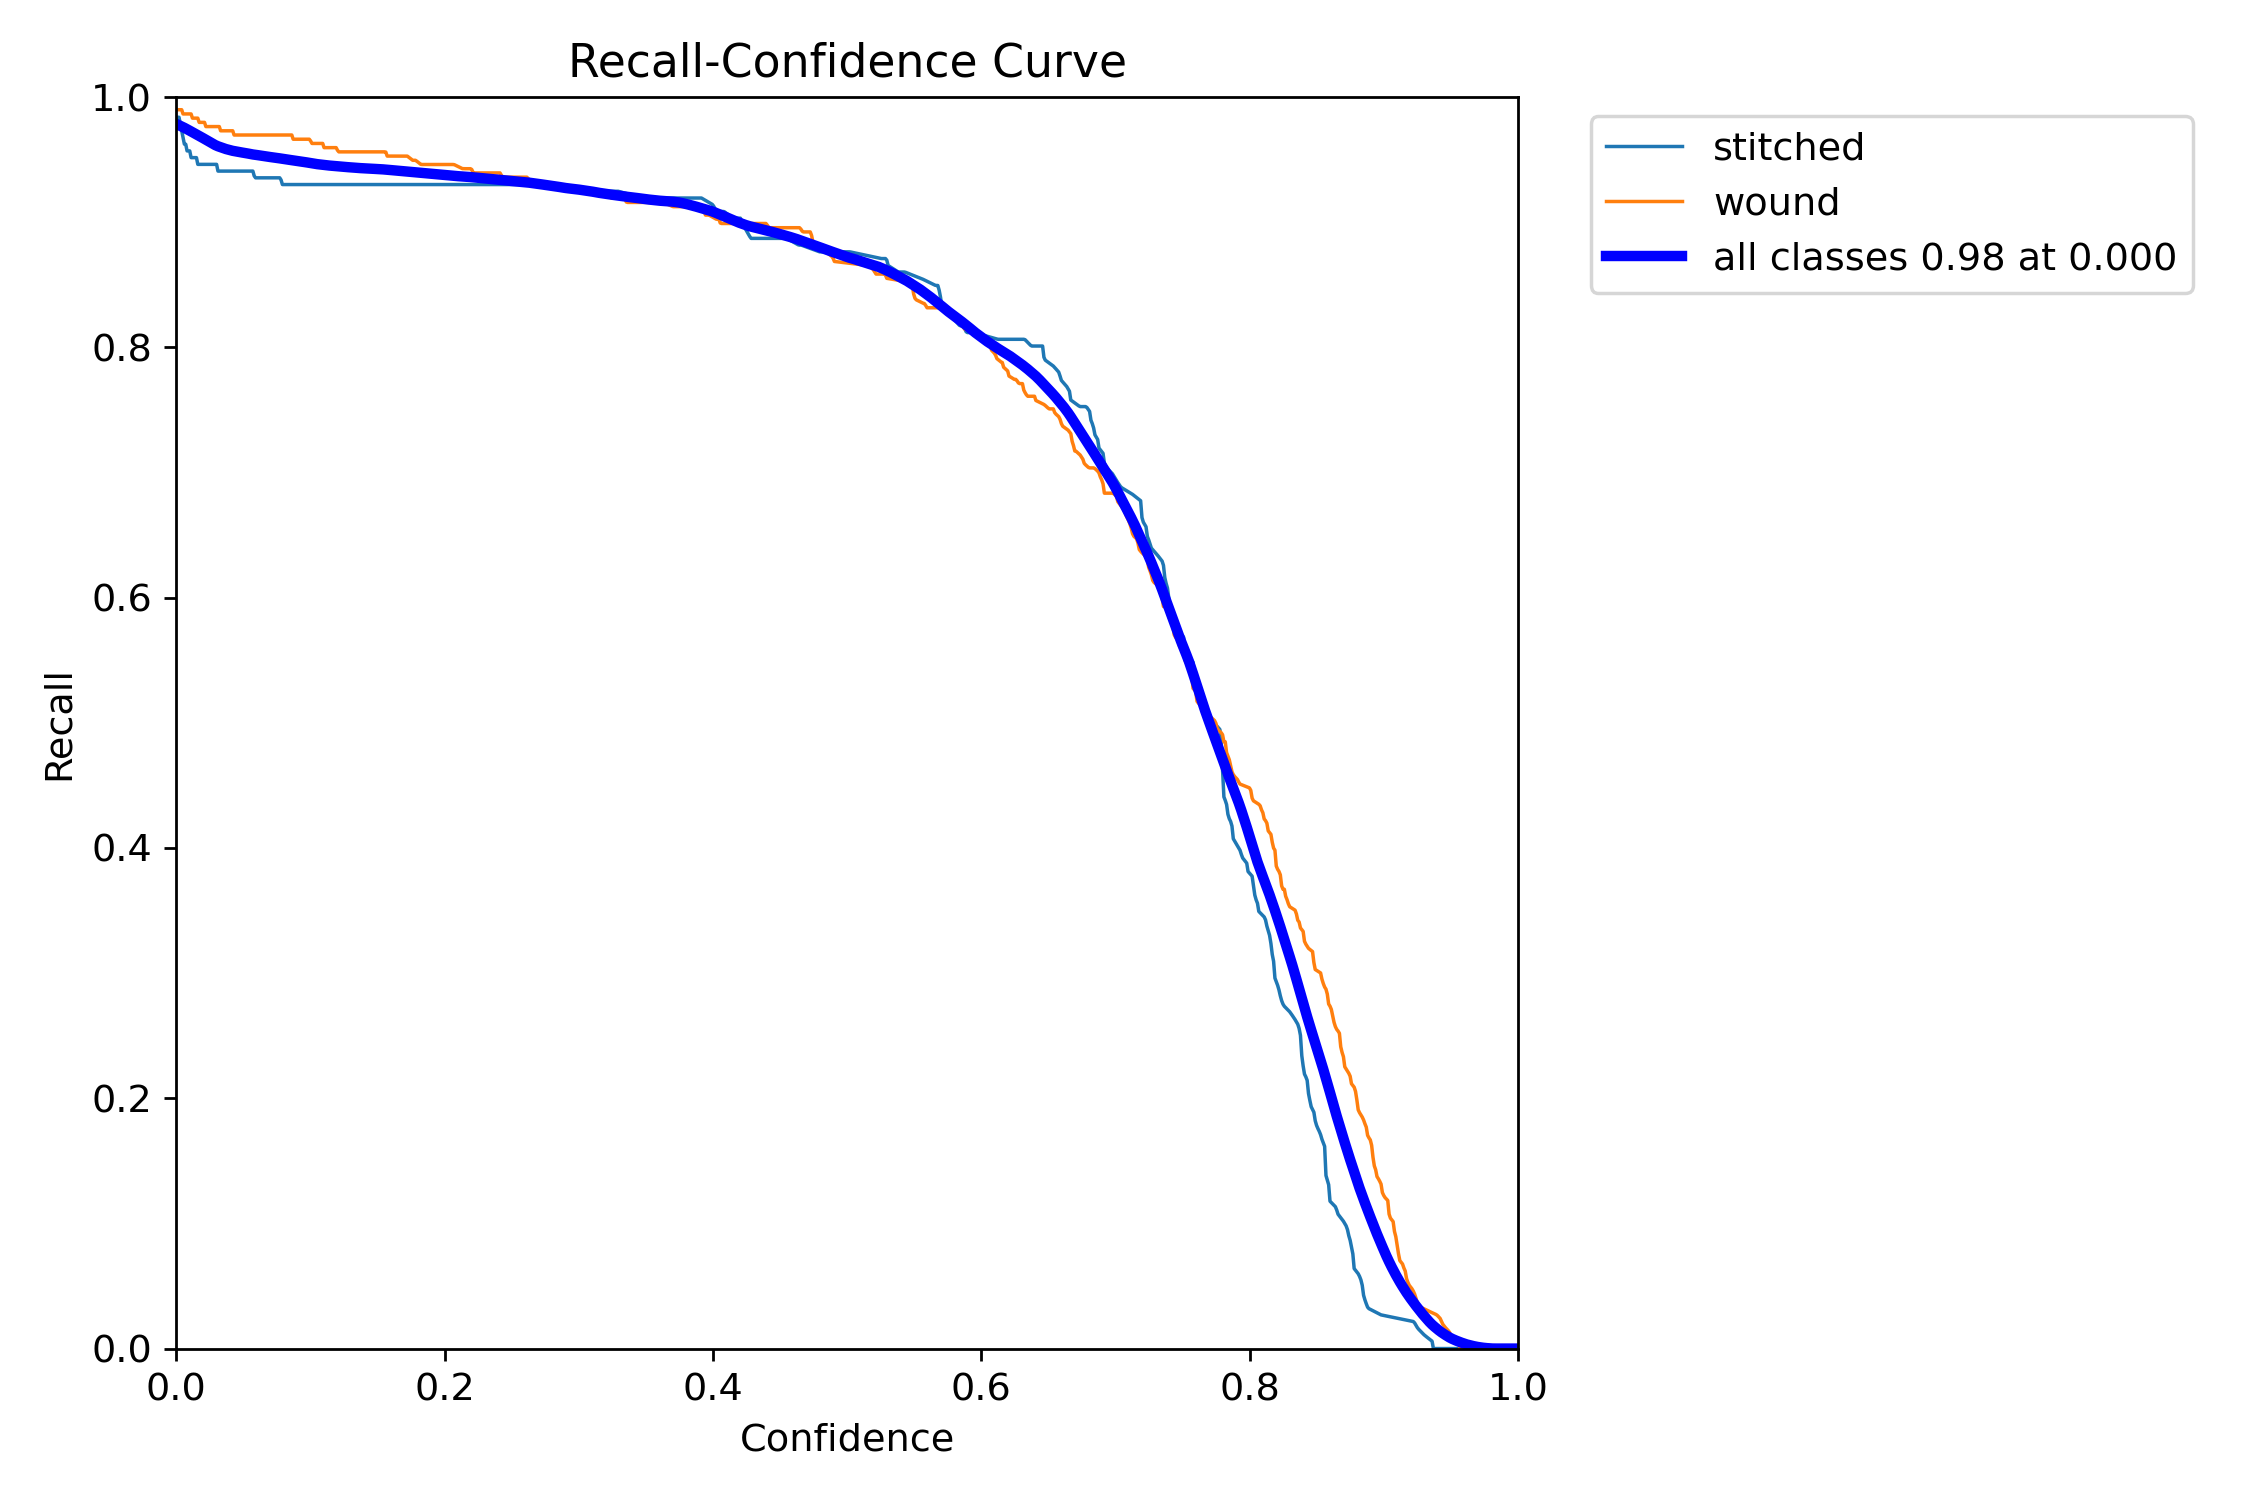 Recall-Confidence Curve
1.0
0.8
0.6
0.4
0.2
0.0
Recall
0.0 0.2 0.4 0.6 0.8 1.0
Confidence
stitched
wound
all classes 0.98 at 0.000